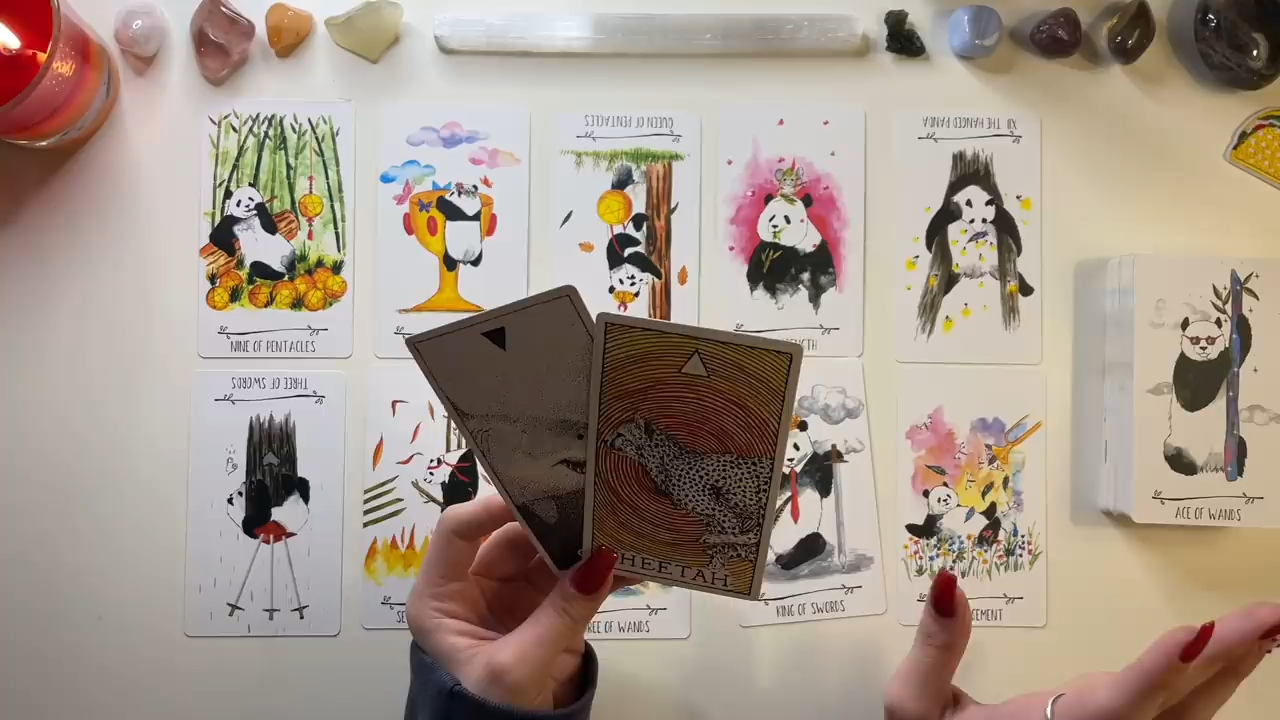 QUEEN OF PENTACLES
XII THE HANGED PANDA
NINE OF PENTACLES
THREE OF SWORDS
CHEETAH
ACE OF WANDS
KING OF SWORDS
REE OF WANDS
EMENT